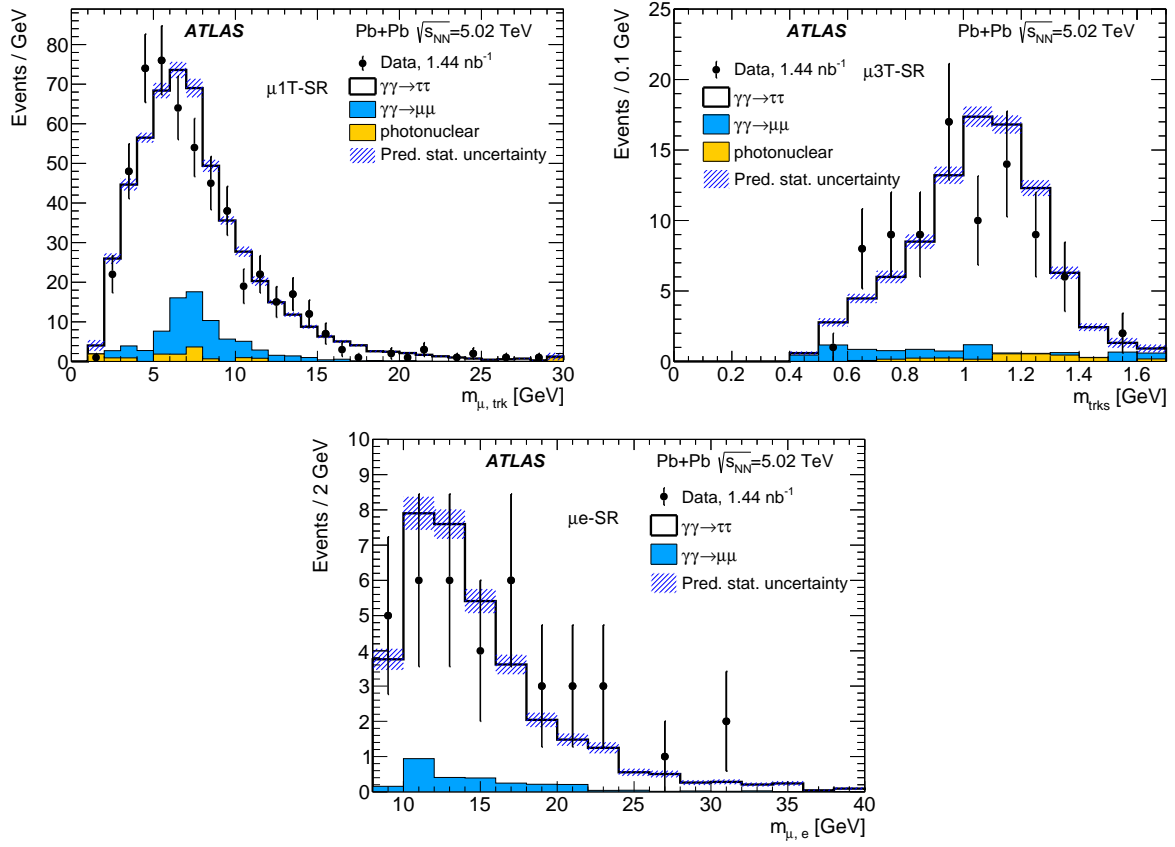 ATLAS
Pb+Pb √sNN=5.02 TeV
μ1T-SR
Data, 1.44 nb⁻¹
γγ→ττ
γγ→μμ
photonuclear
Pred. stat. uncertainty
Events / GeV
80
70
60
50
40
30
20
10
0
0 5 10 15 20 25 30
mμ, trk [GeV]
ATLAS
Pb+Pb √sNN=5.02 TeV
Data, 1.44 nb⁻¹
μ3T-SR
γγ→ττ
γγ→μμ
photonuclear
Pred. stat. uncertainty
Events / 0.1 GeV
25
20
15
10
5
0
0 0.2 0.4 0.6 0.8 1 1.2 1.4 1.6
mtrks [GeV]
ATLAS
Pb+Pb √sNN=5.02 TeV
Data, 1.44 nb⁻¹
μe-SR
γγ→ττ
γγ→μμ
Pred. stat. uncertainty
Events / 2 GeV
10
9
8
7
6
5
4
3
2
1
0
10 15 20 25 30 35 40
mμ, e [GeV]